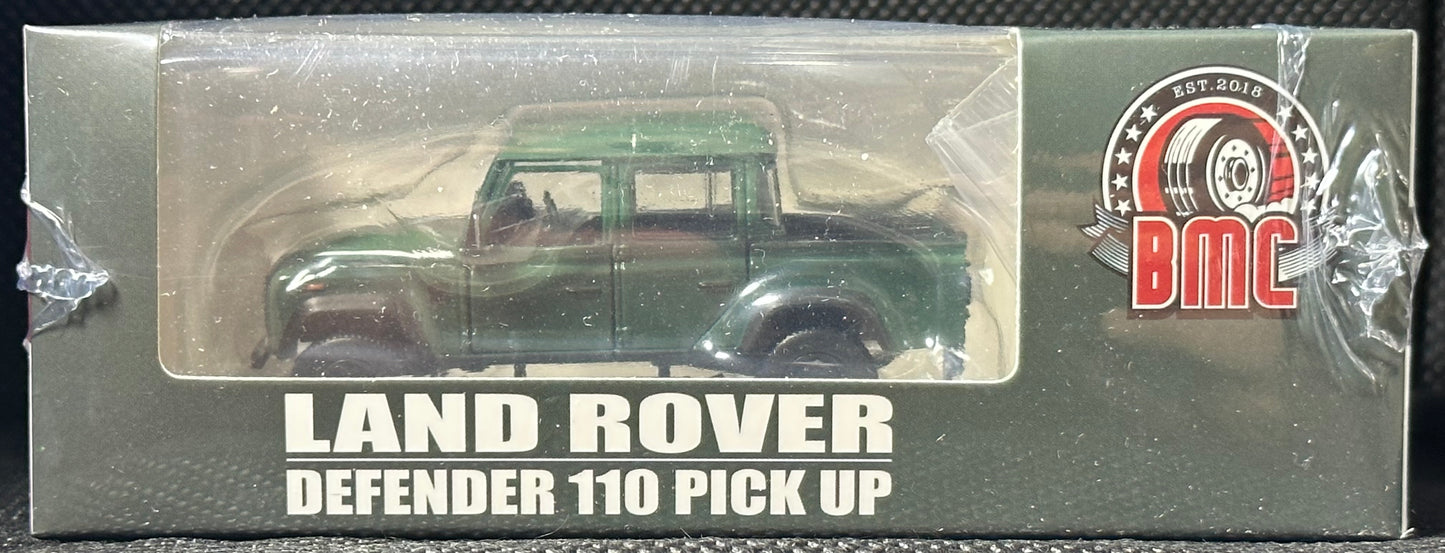 EST.2018
BMC
LAND ROVER
DEFENDER 110 PICK UP